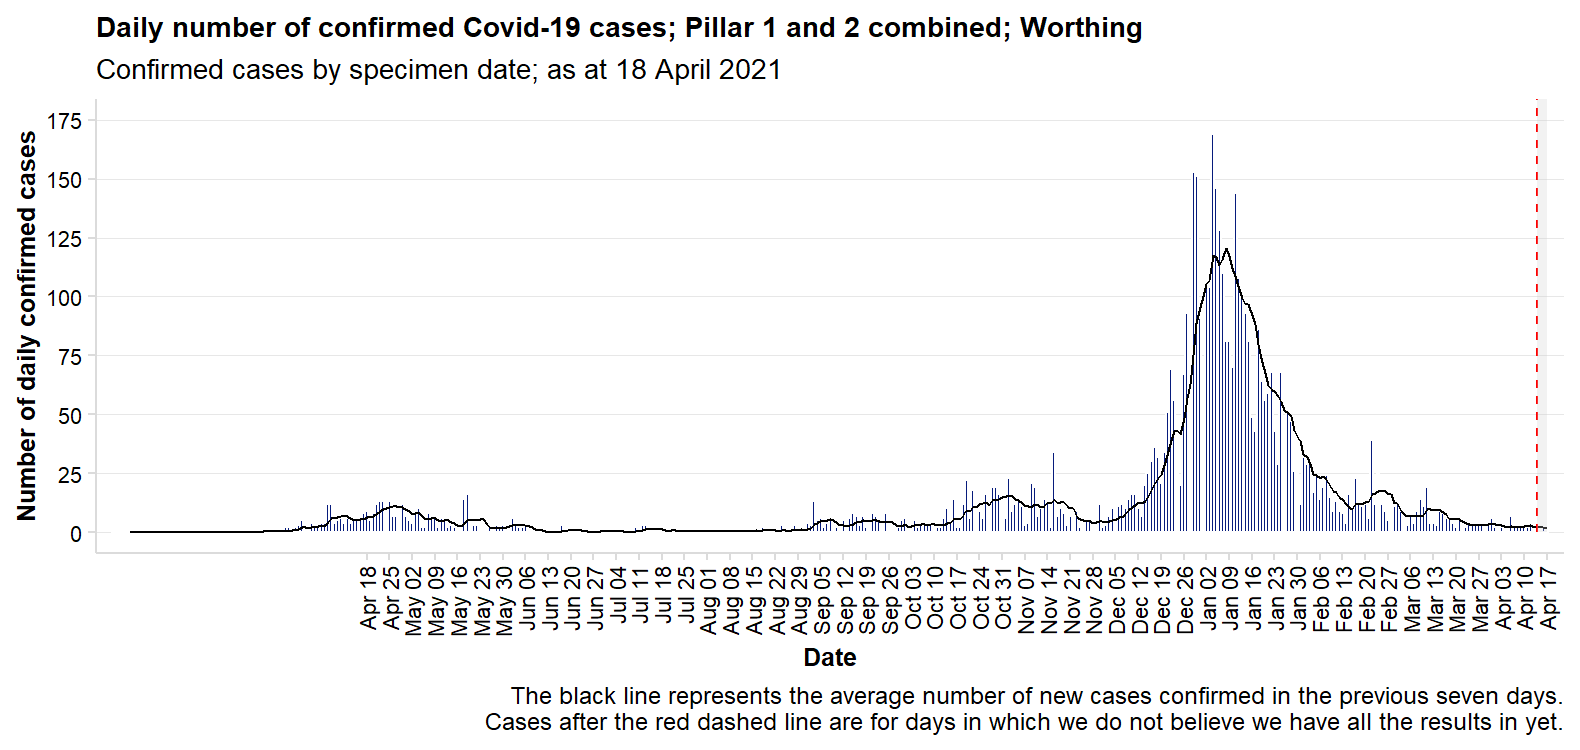 Daily number of confirmed Covid-19 cases; Pillar 1 and 2 combined; Worthing
Confirmed cases by specimen date; as at 18 April 2021
Number of daily confirmed cases
175
150
125
100
75
50
25
0
Apr 18
Apr 25
May 02
May 09
May 16
May 23
May 30
Jun 06
Jun 13
Jun 20
Jun 27
Jul 04
Jul 11
Jul 18
Jul 25
Aug 01
Aug 08
Aug 15
Aug 22
Aug 29
Sep 05
Sep 12
Sep 19
Sep 26
Oct 03
Oct 10
Oct 17
Oct 24
Oct 31
Nov 07
Nov 14
Nov 21
Nov 28
Dec 05
Dec 12
Dec 19
Dec 26
Jan 02
Jan 09
Jan 16
Jan 23
Jan 30
Feb 06
Feb 13
Feb 20
Feb 27
Mar 06
Mar 13
Mar 20
Mar 27
Apr 03
Apr 10
Apr 17
Date
The black line represents the average number of new cases confirmed in the previous seven days.
Cases after the red dashed line are for days in which we do not believe we have all the results in yet.